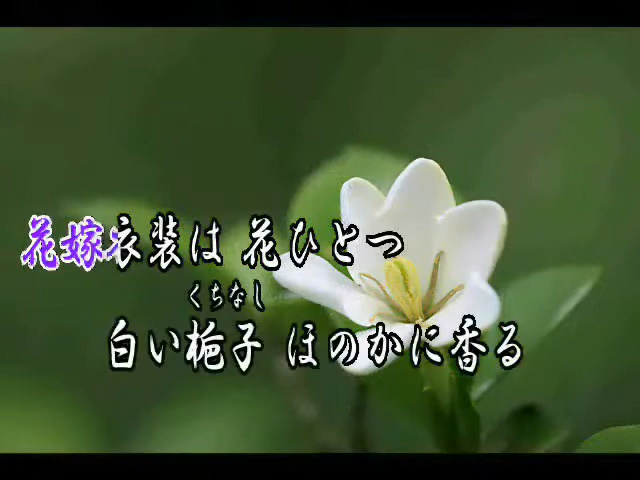 花嫁衣装は 花ひとつ
くちなし
白い梔子 ほのかに香る